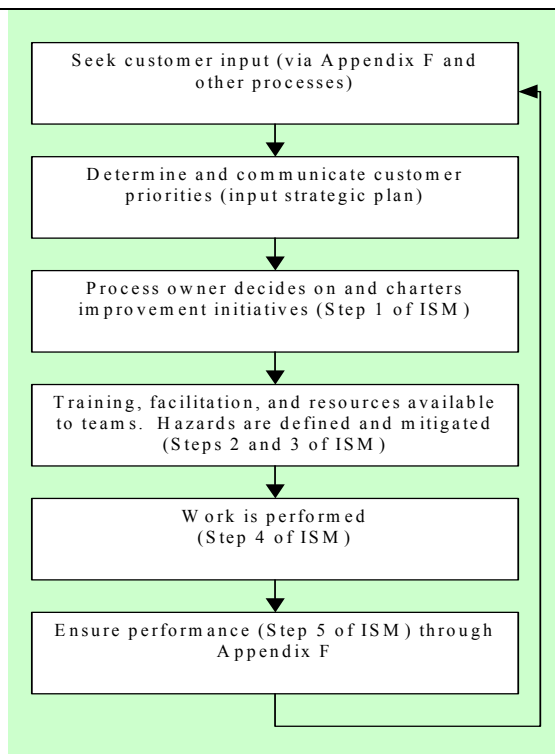 Seek customer input (via Appendix F and
other processes)
Determine and communicate customer
priorities (input strategic plan)
Process owner decides on and charters
improvement initiatives (Step 1 of ISM)
Training, facilitation, and resources available
to teams. Hazards are defined and mitigated
(Steps 2 and 3 of ISM)
Work is performed
(Step 4 of ISM)
Ensure performance (Step 5 of ISM) through
Appendix F